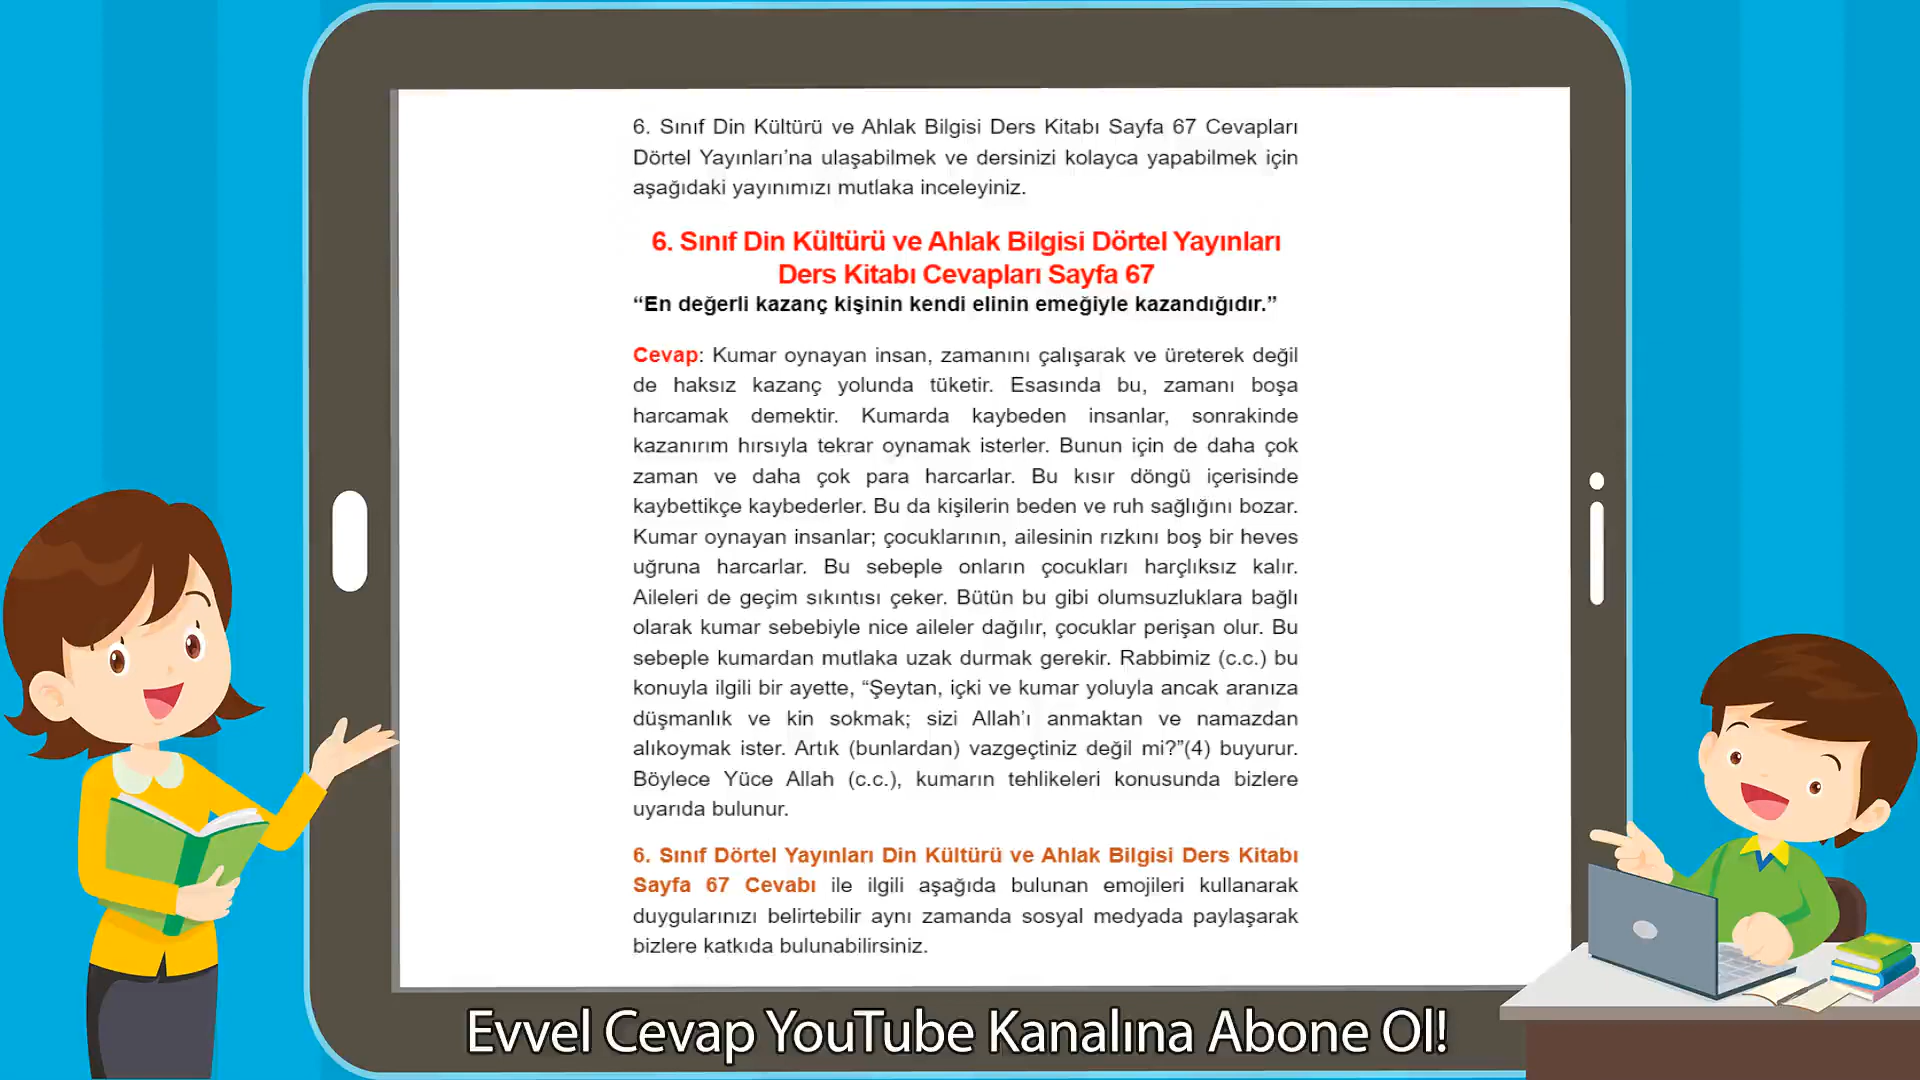 6. Sınıf Din Kültürü ve Ahlak Bilgisi Ders Kitabı Sayfa 67 Cevapları
Dörtel Yayınları’na ulaşabilmek ve dersinizi kolayca yapabilmek için
aşağıdaki yayınımızı mutlaka inceleyiniz.
6. Sınıf Din Kültürü ve Ahlak Bilgisi Dörtel Yayınları
Ders Kitabı Cevapları Sayfa 67
“En değerli kazanç kişinin kendi elinin emeğiyle kazandığıdır.”
Cevap: Kumar oynayan insan, zamanını çalışarak ve üreterek değil
de haksız kazanç yolunda tüketir. Esasında bu, zamanı boşa
harcamak demektir. Kumarda kaybeden insanlar, sonrakinde
kazanırım hırsıyla tekrar oynamak isterler. Bunun için de daha çok
zaman ve daha çok para harcarlar. Bu kısır döngü içerisinde
kaybettikçe kaybederler. Bu da kişilerin beden ve ruh sağlığını bozar.
Kumar oynayan insanlar; çocuklarının, ailesinin rızkını boş bir heves
uğruna harcarlar. Bu sebeple onların çocukları harçlıksız kalır.
Aileleri de geçim sıkıntısı çeker. Bütün bu gibi olumsuzluklara bağlı
olarak kumar sebebiyle nice aileler dağılır, çocuklar perişan olur. Bu
sebeple kumardan mutlaka uzak durmak gerekir. Rabbimiz (c.c.) bu
konuyla ilgili bir ayette, “Şeytan, içki ve kumar yoluyla ancak aranıza
düşmanlık ve kin sokmak; sizi Allah’ı anmaktan ve namazdan
alıkoymak ister. Artık (bunlardan) vazgeçtiniz değil mi?”(4) buyurur.
Böylece Yüce Allah (c.c.), kumarın tehlikeleri konusunda bizlere
uyarıda bulunur.
6. Sınıf Dörtel Yayınları Din Kültürü ve Ahlak Bilgisi Ders Kitabı
Sayfa 67 Cevabı ile ilgili aşağıda bulunan emojileri kullanarak
duygularınızı belirtebilir aynı zamanda sosyal medyada paylaşarak
bizlere katkıda bulunabilirsiniz.
Evvel Cevap YouTube Kanalına Abone Ol!